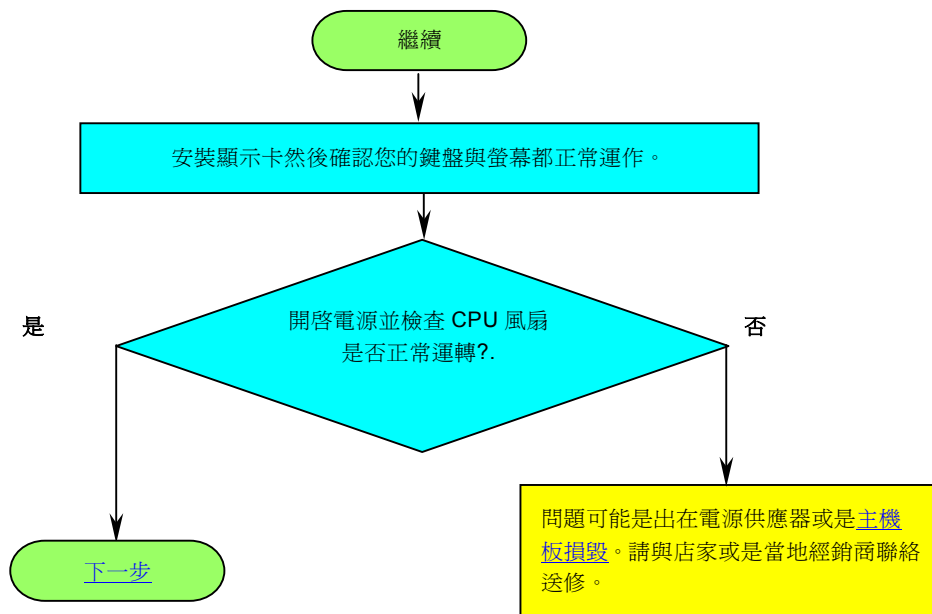 繼續
安裝顯示卡然後確認您的鍵盤與螢幕都正常運作。
是
開啓電源並檢查 CPU 風扇
是否正常運轉?.
否
問題可能是出在電源供應器或是主機
板損毀。請與店家或是當地經銷商聯絡
送修。
下一步